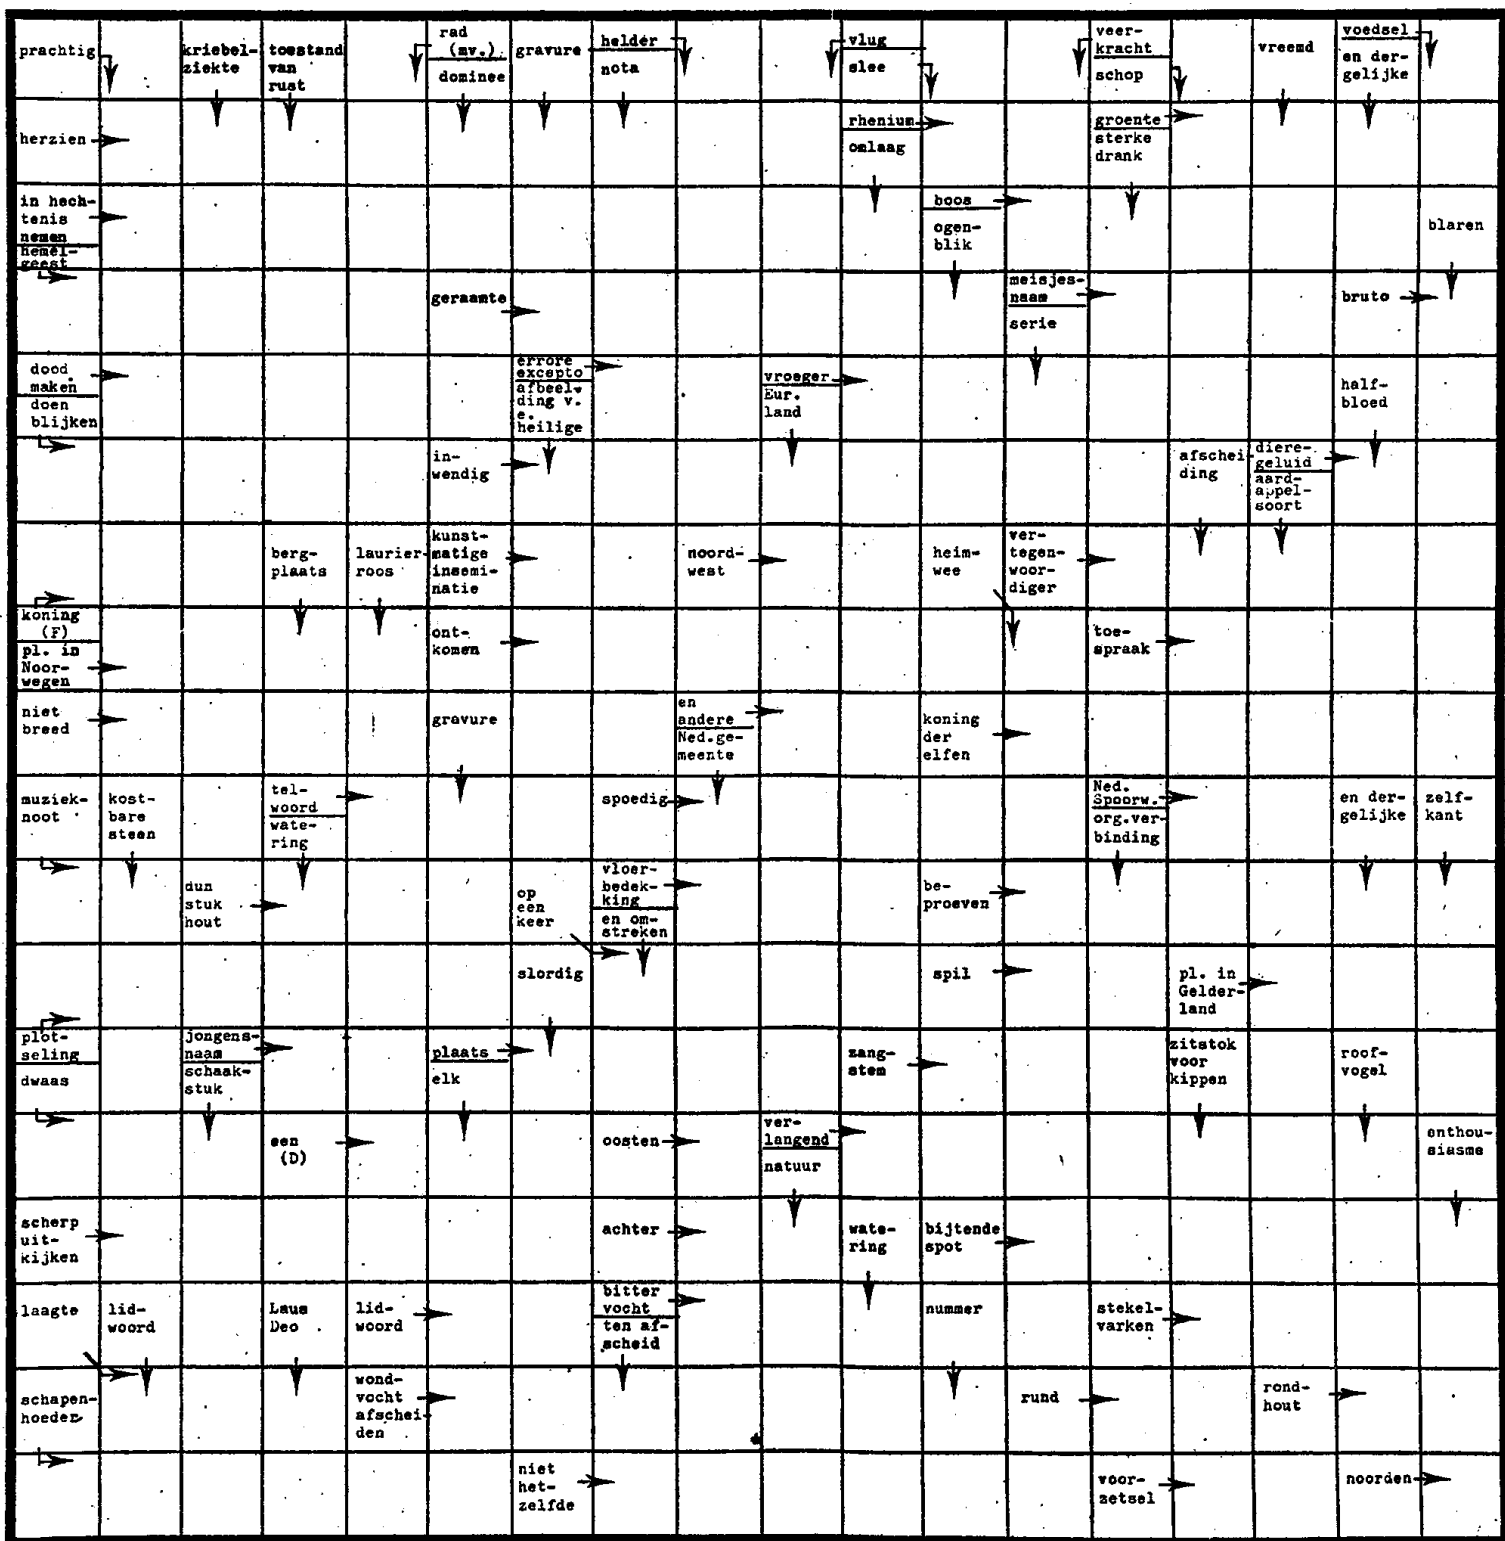 prachtig
kriebel-
ziekte
toestand
van
rust
rad
(mv.)
dominee
gravure
helder
nota
vlug
slee
veer-
kracht
schop
vreemd
voedsel
en der-
gelijke
herzien
rhenium
omlaag
groente
sterke
drank
in hech-
tenis
nemen
hemel-
geest
boos
ogen-
blik
blaren
geraamte
meisjes-
naam
serie
bruto
dood
maken
doen
blijken
errore
excepto
afbeel-
ding v.
e.
heilige
vroeger
Eur.
land
half-
bloed
in-
wendig
afschei-
ding
diere-
geluid
aard-
appel-
soort
berg-
plaats
laurier-
roos
kunst-
matige
insemi-
natie
noord-
west
heim-
wee
ver-
tegen-
woor-
diger
koning
(F)
pl. in
Noor-
wegen
ont-
komen
toe-
spraak
niet
breed
gravure
en
andere
Ned.ge-
meente
koning
der
elfen
muziek-
noot
kost-
bare
steen
tel-
woord
wate-
ring
spoedig
Ned.
Spoorw.
org.ver-
binding
en der-
gelijke
zelf-
kant
dun
stuk
hout
op
een
keer
vloer-
bedek-
king
en om-
streken
be-
proeven
slordig
spil
pl. in
Gelder-
land
plot-
seling
dwaas
jongens-
naam
schaak-
stuk
plaats
elk
zang-
stem
zitstok
voor
kippen
roof-
vogel
een
(D)
oosten
ver-
langend
natuur
enthou-
siasme
scherp
uit-
kijken
achter
wate-
ring
bijtende
spot
laagte
lid-
woord
Laus
Deo
lid-
woord
bitter
vocht
ten af-
scheid
nummer
stekel-
varken
schapen-
hoeder
wond-
vocht
afschei-
den
rund
rond-
hout
niet
het-
zelfde
voor-
zetsel
noorden